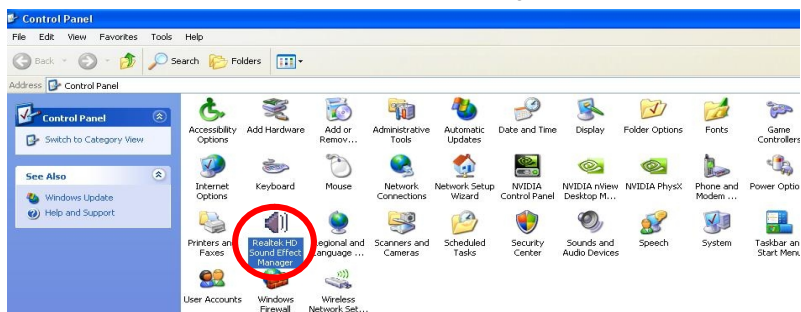 Control Panel
File Edit View Favorites Tools Help
Back Search Folders
Address Control Panel
Control Panel
Switch to Category View
See Also
Windows Update
Help and Support
Accessibility Options
Add Hardware
Add or Remov...
Administrative Tools
Automatic Updates
Date and Time
Display
Folder Options
Fonts
Game Controllers
Internet Options
Keyboard
Mouse
Network Connections
Network Setup Wizard
NVIDIA Control Panel
NVIDIA nView Desktop M...
NVIDIA PhysX
Phone and Modem ...
Power Optio
Printers and Faxes
Realtek HD Sound Effect Manager
Regional and Language ...
Scanners and Cameras
Scheduled Tasks
Security Center
Sounds and Audio Devices
Speech
System
Taskbar an
Start Menu
User Accounts
Windows Firewall
Wireless Network Set...